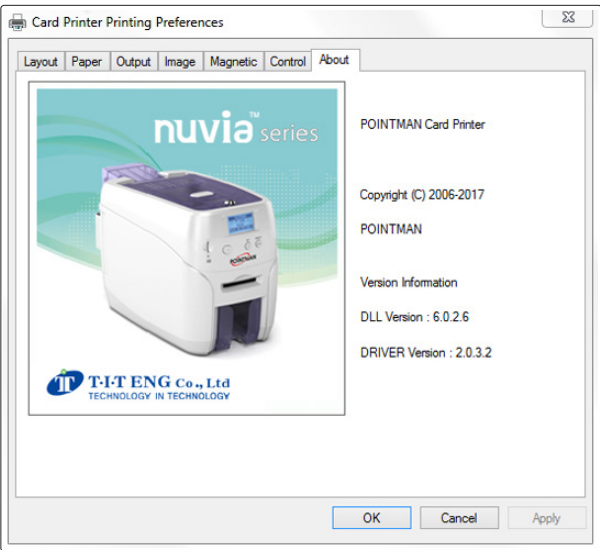 Card Printer Printing Preferences
Layout Paper Output Image Magnetic Control About
nuvia™ series
POINTMAN
T·I·T ENG Co., Ltd
TECHNOLOGY IN TECHNOLOGY
POINTMAN Card Printer
Copyright (C) 2006-2017
POINTMAN
Version Information
DLL Version : 6.0.2.6
DRIVER Version : 2.0.3.2
OK Cancel Apply